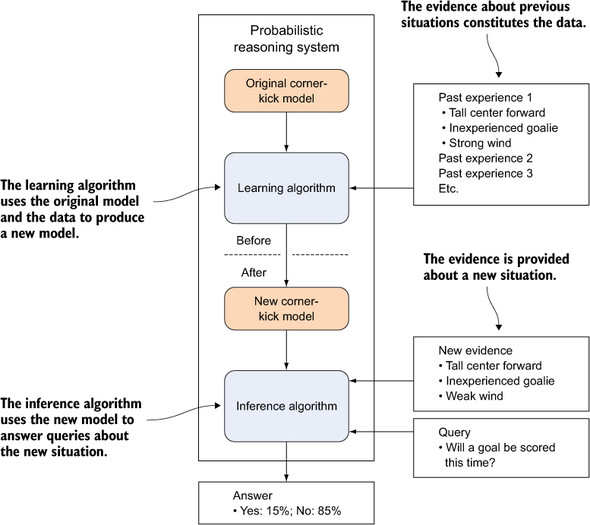 The evidence about previous
situations constitutes the data.
Probabilistic
reasoning system
Original corner-
kick model
Past experience 1
• Tall center forward
• Inexperienced goalie
• Strong wind
Past experience 2
Past experience 3
Etc.
The learning algorithm
uses the original model
and the data to produce
a new model.
Learning algorithm
Before
After
The evidence is provided
about a new situation.
New corner-
kick model
New evidence
• Tall center forward
• Inexperienced goalie
• Weak wind
The inference algorithm
uses the new model to
answer queries about
the new situation.
Inference algorithm
Query
• Will a goal be scored
this time?
Answer
• Yes: 15%; No: 85%